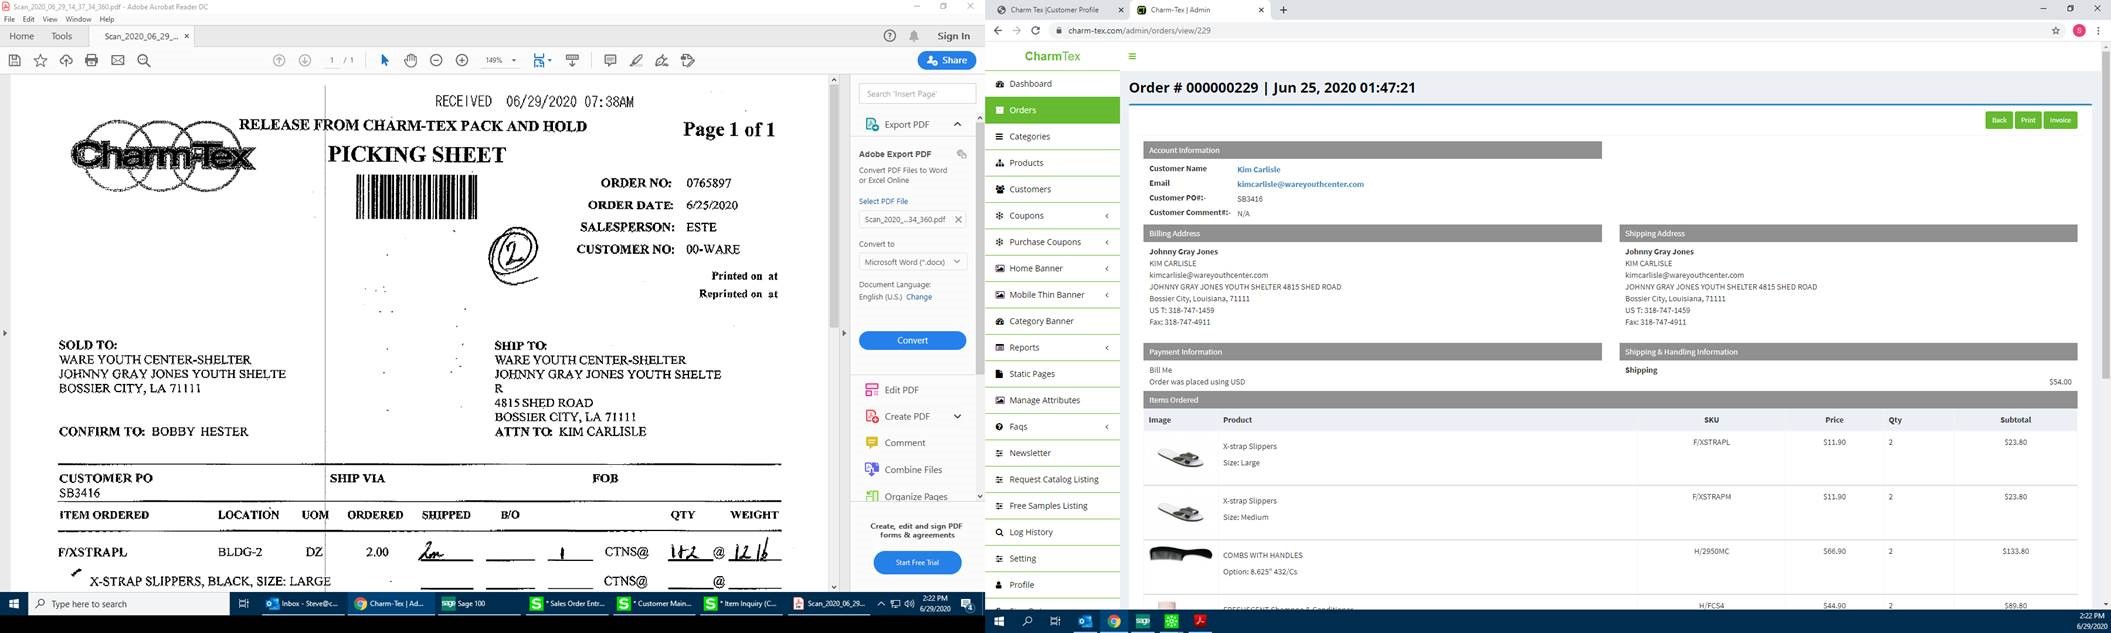 Scan_2020_06_29_14_37_34_360.pdf - Adobe Acrobat Reader DC
File Edit View Window Help
Home Tools Scan_2020_06_29_... × Sign In
1 / 1 149% Share
RECEIVED 06/29/2020 07:38AM
RELEASE FROM CHARM-TEX PACK AND HOLD
Page 1 of 1
Charm-Tex
PICKING SHEET
ORDER NO: 0765897
ORDER DATE: 6/25/2020
SALESPERSON: ESTE
CUSTOMER NO: 00-WARE
2
Printed on at
Reprinted on at
SOLD TO:
WARE YOUTH CENTER-SHELTER
JOHNNY GRAY JONES YOUTH SHELTE
BOSSIER CITY, LA 71111
CONFIRM TO: BOBBY HESTER
SHIP TO:
WARE YOUTH CENTER-SHELTER
JOHNNY GRAY JONES YOUTH SHELTE
R
4815 SHED ROAD
BOSSIER CITY, LA 71111
ATTN TO: KIM CARLISLE
CUSTOMER PO SHIP VIA FOB
SB3416
ITEM ORDERED LOCATION UOM ORDERED SHIPPED B/O QTY WEIGHT
F/XSTRAPL BLDG-2 DZ 2.00 1 CTNS@ 1+2 @ 12 lb
X-STRAP SLIPPERS, BLACK, SIZE: LARGE CTNS@ @
Search 'Insert Page'
Export PDF
Adobe Export PDF
Convert PDF Files to Word
or Excel Online
Select PDF File
Scan_2020_...34_360.pdf ×
Convert to
Microsoft Word (*.docx)
Document Language:
English (U.S.) Change
Convert
Edit PDF
Create PDF
Comment
Combine Files
Organize Pages
Create, edit and sign PDF
forms & agreements
Start Free Trial
Type here to search
Inbox - Steve@c...
Charm-Tex | Ad...
sage Sage 100
S * Sales Order Entr...
S * Customer Main...
S * Item Inquiry (C...
Scan_2020_06_29...
2:22 PM
6/29/2020
4
Charm Tex |Customer Profile ×
Charm-Tex | Admin ×
charm-tex.com/admin/orders/view/229
S
CharmTex
Dashboard
Orders
Categories
Products
Customers
Coupons
Purchase Coupons
Home Banner
Mobile Thin Banner
Category Banner
Reports
Static Pages
Manage Attributes
Faqs
Newsletter
Request Catalog Listing
Free Samples Listing
Log History
Setting
Profile
Order # 000000229 | Jun 25, 2020 01:47:21
Back Print Invoice
Account Information
Customer Name Kim Carlisle
Email kimcarlisle@wareyouthcenter.com
Customer PO#:- SB3416
Customer Comment#:- N/A
Billing Address
Johnny Gray Jones
KIM CARLISLE
kimcarlisle@wareyouthcenter.com
JOHNNY GRAY JONES YOUTH SHELTER 4815 SHED ROAD
Bossier City, Louisiana, 71111
US T: 318-747-1459
Fax: 318-747-4911
Shipping Address
Johnny Gray Jones
KIM CARLISLE
kimcarlisle@wareyouthcenter.com
JOHNNY GRAY JONES YOUTH SHELTER 4815 SHED ROAD
Bossier City, Louisiana, 71111
US T: 318-747-1459
Fax: 318-747-4911
Payment Information
Bill Me
Order was placed using USD
Shipping & Handling Information
Shipping
$54.00
Items Ordered
Image Product SKU Price Qty Subtotal
X-strap Slippers F/XSTRAPL $11.90 2 $23.80
Size: Large
X-strap Slippers F/XSTRAPM $11.90 2 $23.80
Size: Medium
COMBS WITH HANDLES H/2950MC $66.90 2 $133.80
Option: 8.625" 432/Cs
H/FCS4 $44.90 2 $89.80
sage
2:22 PM
6/29/2020